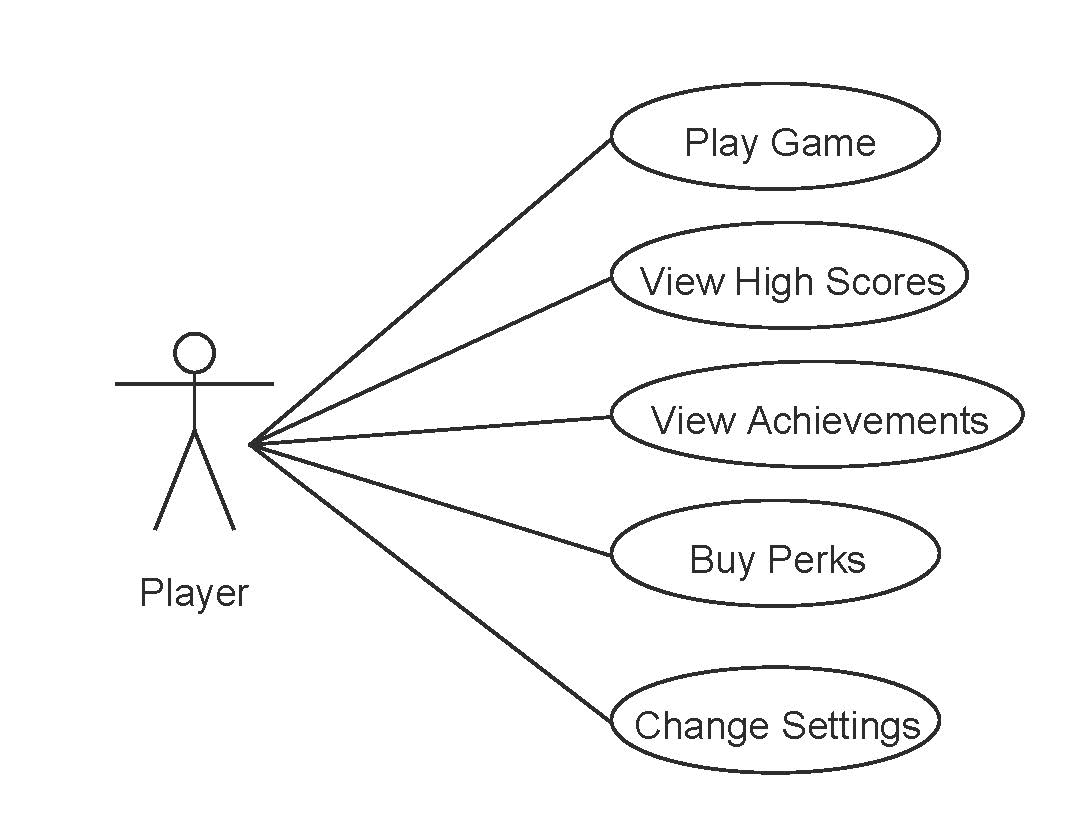 Play Game
View High Scores
View Achievements
Buy Perks
Player
Change Settings